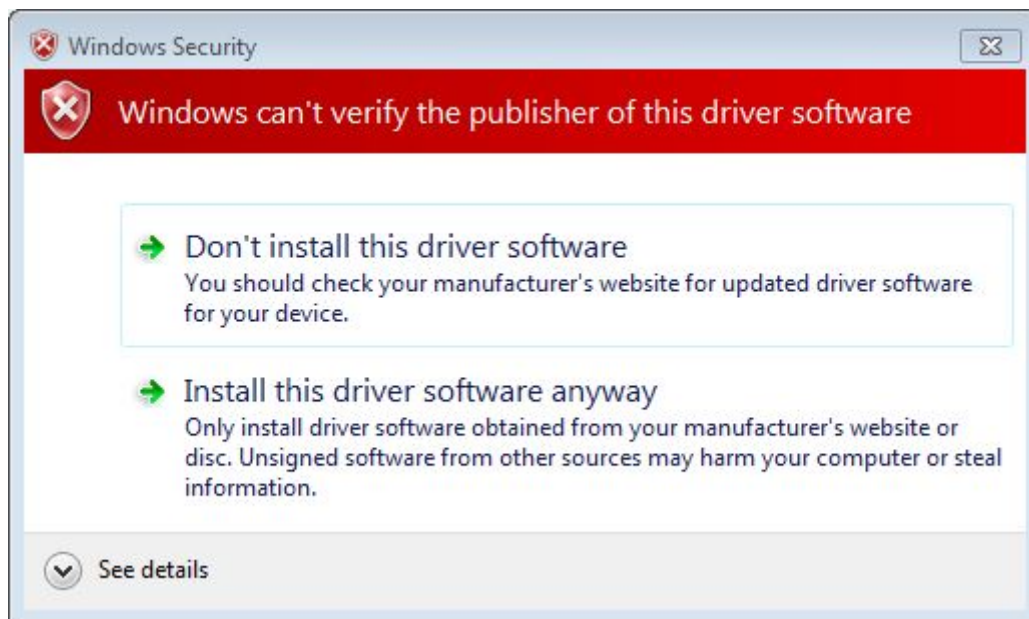 Windows Security
Windows can't verify the publisher of this driver software
Don't install this driver software
You should check your manufacturer's website for updated driver software
for your device.
Install this driver software anyway
Only install driver software obtained from your manufacturer's website or
disc. Unsigned software from other sources may harm your computer or steal
information.
See details